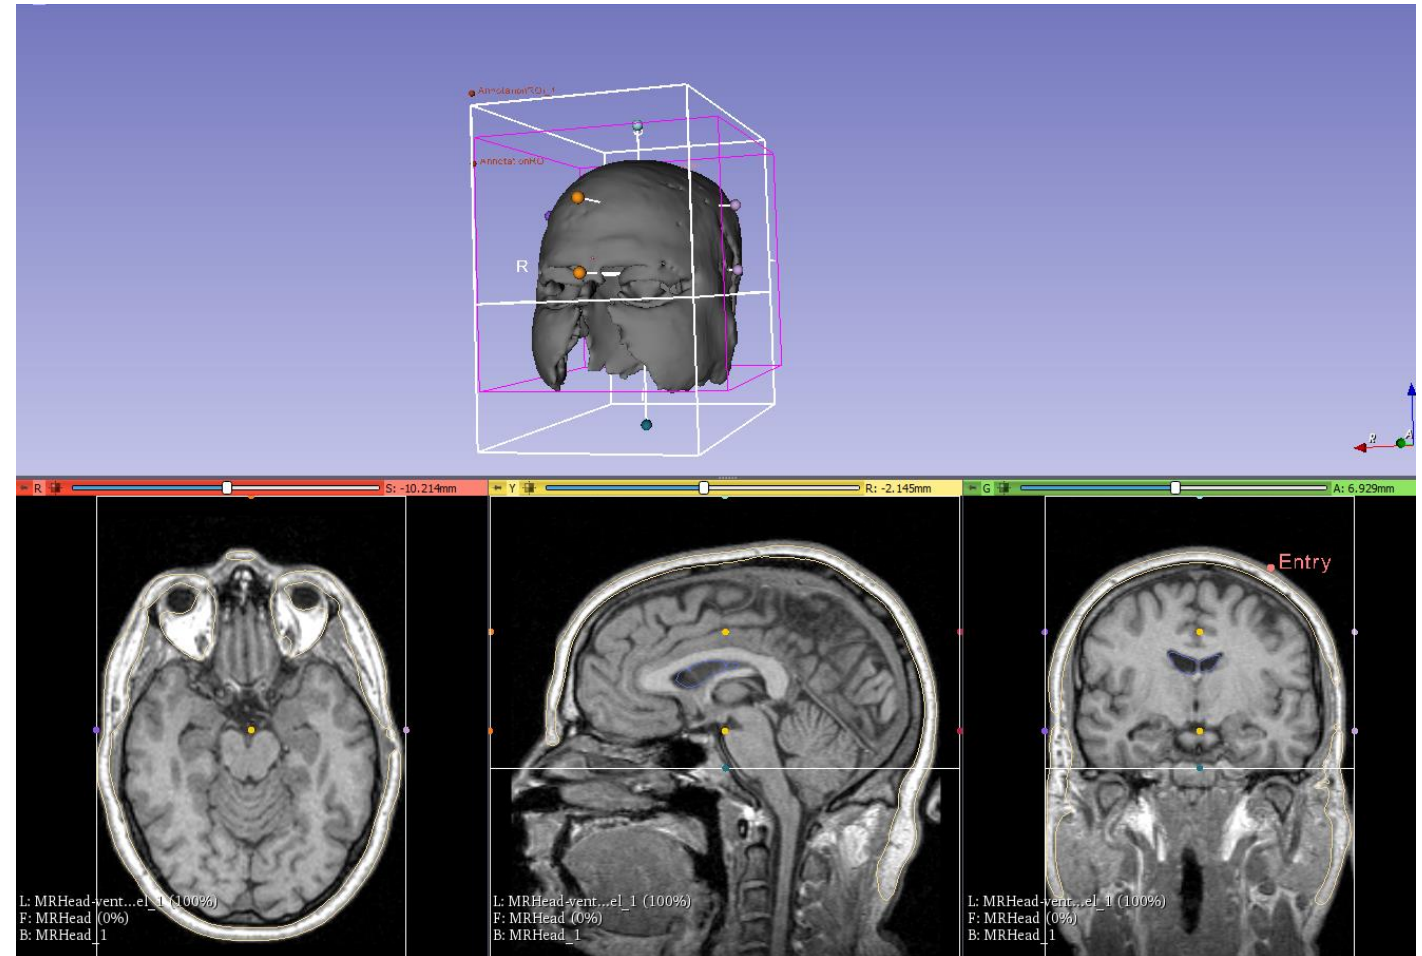 AnnotationROI_1
AnnotationROI
R
R
A
R
S: -10.214mm
Y
R: -2.145mm
G
A: 6.929mm
Entry
L: MRHead-vent...el_1 (100%)
F: MRHead (0%)
B: MRHead_1
L: MRHead-vent...el_1 (100%)
F: MRHead (0%)
B: MRHead_1
L: MRHead-vent...el_1 (100%)
F: MRHead (0%)
B: MRHead_1